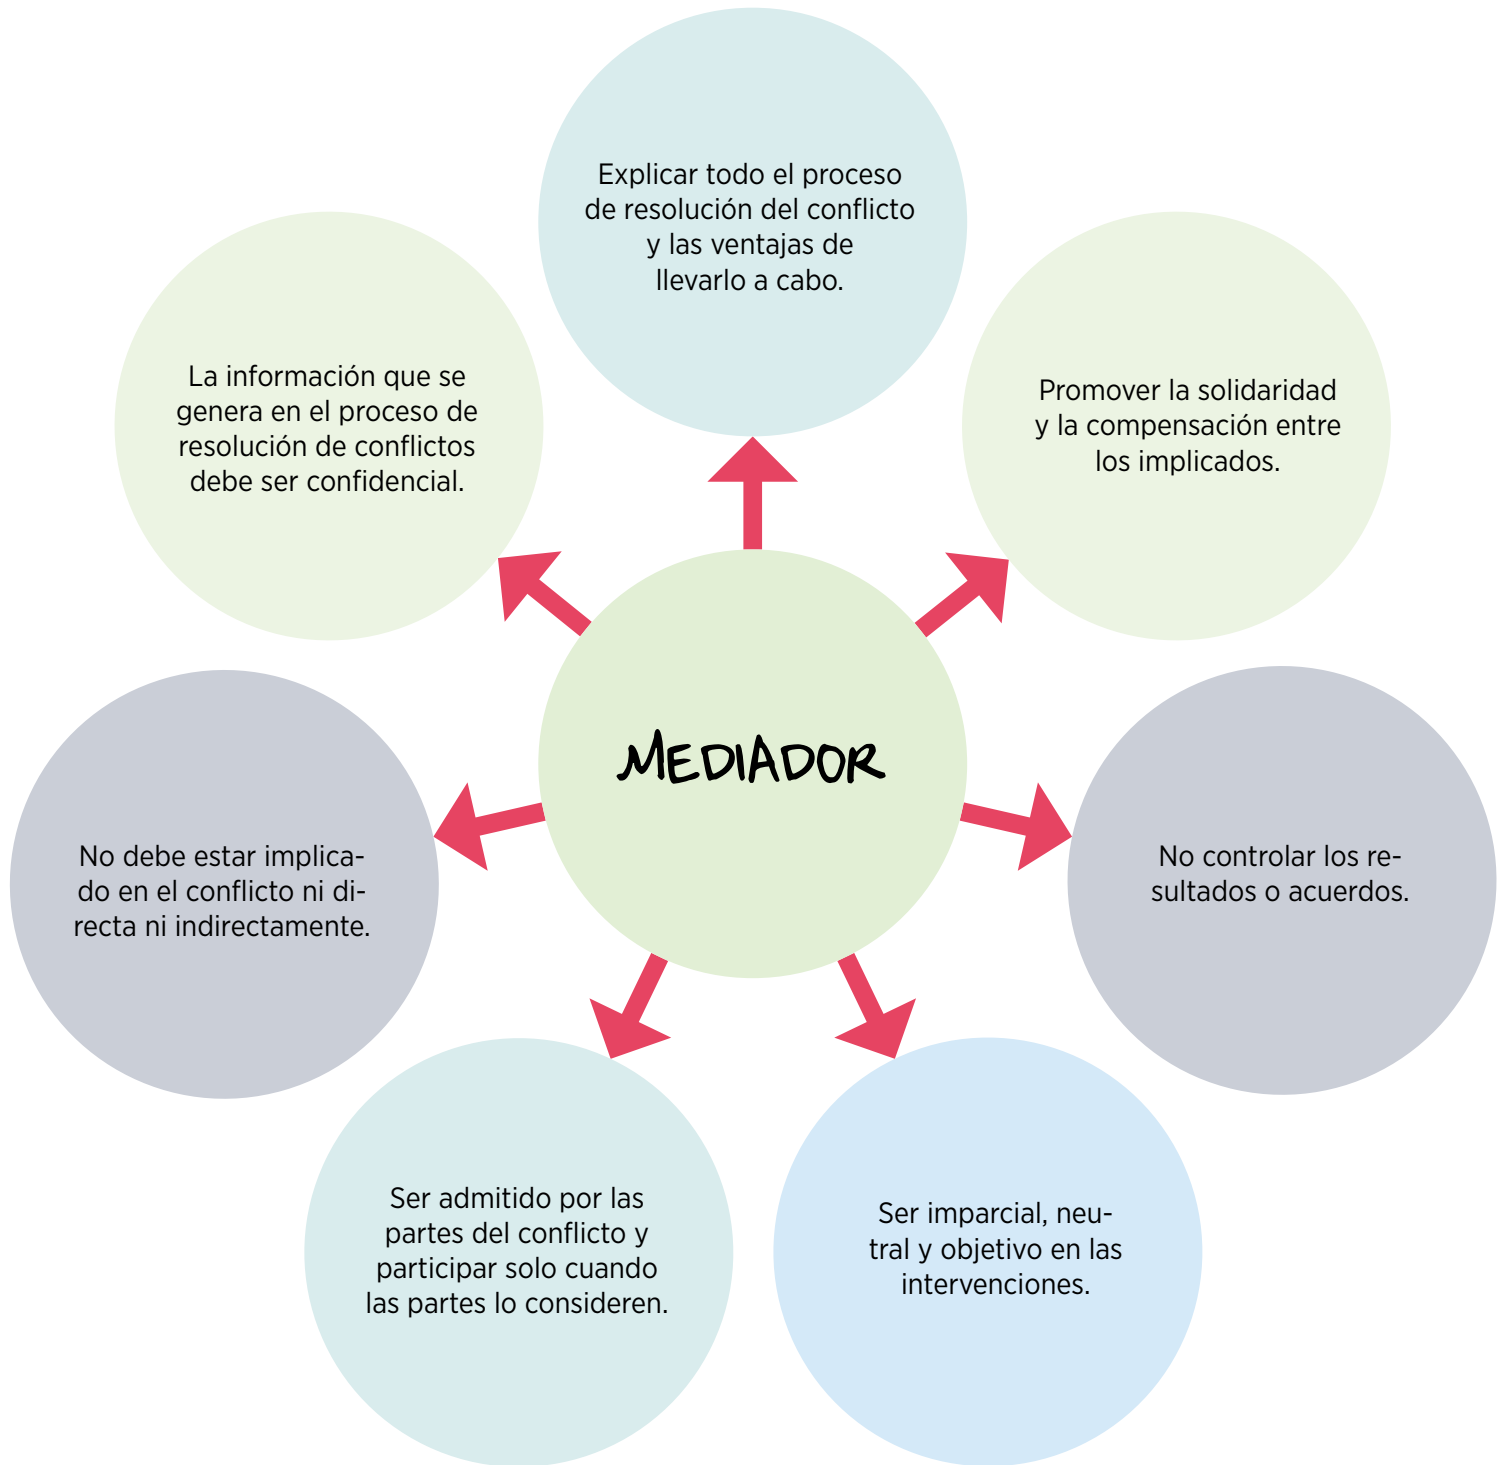 Explicar todo el proceso
de resolución del conflicto
y las ventajas de
llevarlo a cabo.
La información que se
genera en el proceso de
resolución de conflictos
debe ser confidencial.
Promover la solidaridad
y la compensación entre
los implicados.
MEDIADOR
No debe estar implica-
do en el conflicto ni di-
recta ni indirectamente.
No controlar los re-
sultados o acuerdos.
Ser admitido por las
partes del conflicto y
participar solo cuando
las partes lo consideren.
Ser imparcial, neu-
tral y objetivo en las
intervenciones.